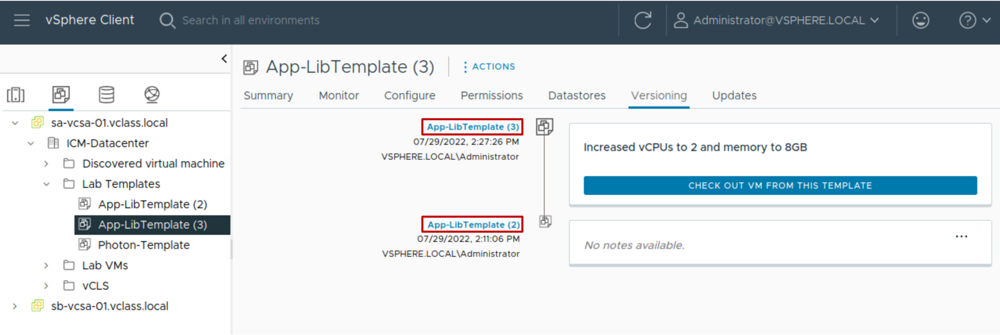 vSphere Client
Search in all environments
Administrator@VSPHERE.LOCAL
App-LibTemplate (3)
ACTIONS
Summary
Monitor
Configure
Permissions
Datastores
Versioning
Updates
sa-vcsa-01.vclass.local
ICM-Datacenter
Discovered virtual machine
Lab Templates
App-LibTemplate (2)
App-LibTemplate (3)
Photon-Template
Lab VMs
vCLS
sb-vcsa-01.vclass.local
App-LibTemplate (3)
07/29/2022, 2:27:26 PM
VSPHERE.LOCAL\Administrator
Increased vCPUs to 2 and memory to 8GB
CHECK OUT VM FROM THIS TEMPLATE
App-LibTemplate (2)
07/29/2022, 2:11:06 PM
VSPHERE.LOCAL\Administrator
No notes available.